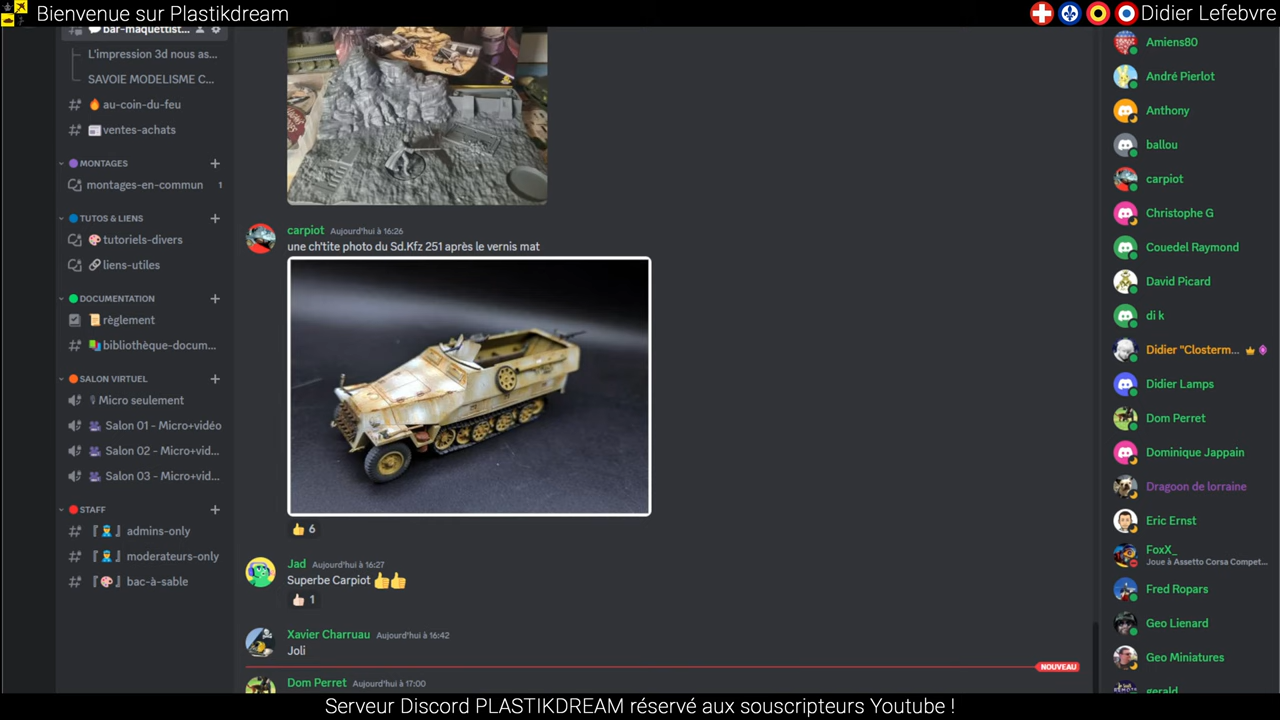 Bienvenue sur Plastikdream
Didier Lefebvre
bar-maquettist...
L'impression 3d nous as...
SAVOIE MODELISME C...
au-coin-du-feu
ventes-achats
MONTAGES
montages-en-commun 1
TUTOS & LIENS
tutoriels-divers
liens-utiles
DOCUMENTATION
règlement
bibliothèque-docum...
SALON VIRTUEL
Micro seulement
Salon 01 - Micro+vidéo
Salon 02 - Micro+vid...
Salon 03 - Micro+vid...
STAFF
『👮』 admins-only
『👮』 moderateurs-only
『🎨』 bac-à-sable
carpiot Aujourd'hui à 16:26
une ch'tite photo du Sd.Kfz 251 après le vernis mat
👍 6
Jad Aujourd'hui à 16:27
Superbe Carpiot 👍👍
👍🏻 1
Xavier Charruau Aujourd'hui à 16:42
Joli
NOUVEAU
Dom Perret Aujourd'hui à 17:00
Amiens80
André Pierlot
Anthony
ballou
carpiot
Christophe G
Couedel Raymond
David Picard
di k
Didier "Closterm...
Didier Lamps
Dom Perret
Dominique Jappain
Dragoon de lorraine
Eric Ernst
FoxX_
Joue à Assetto Corsa Compet...
Fred Ropars
Geo Lienard
Geo Miniatures
gerald
Serveur Discord PLASTIKDREAM réservé aux souscripteurs Youtube !